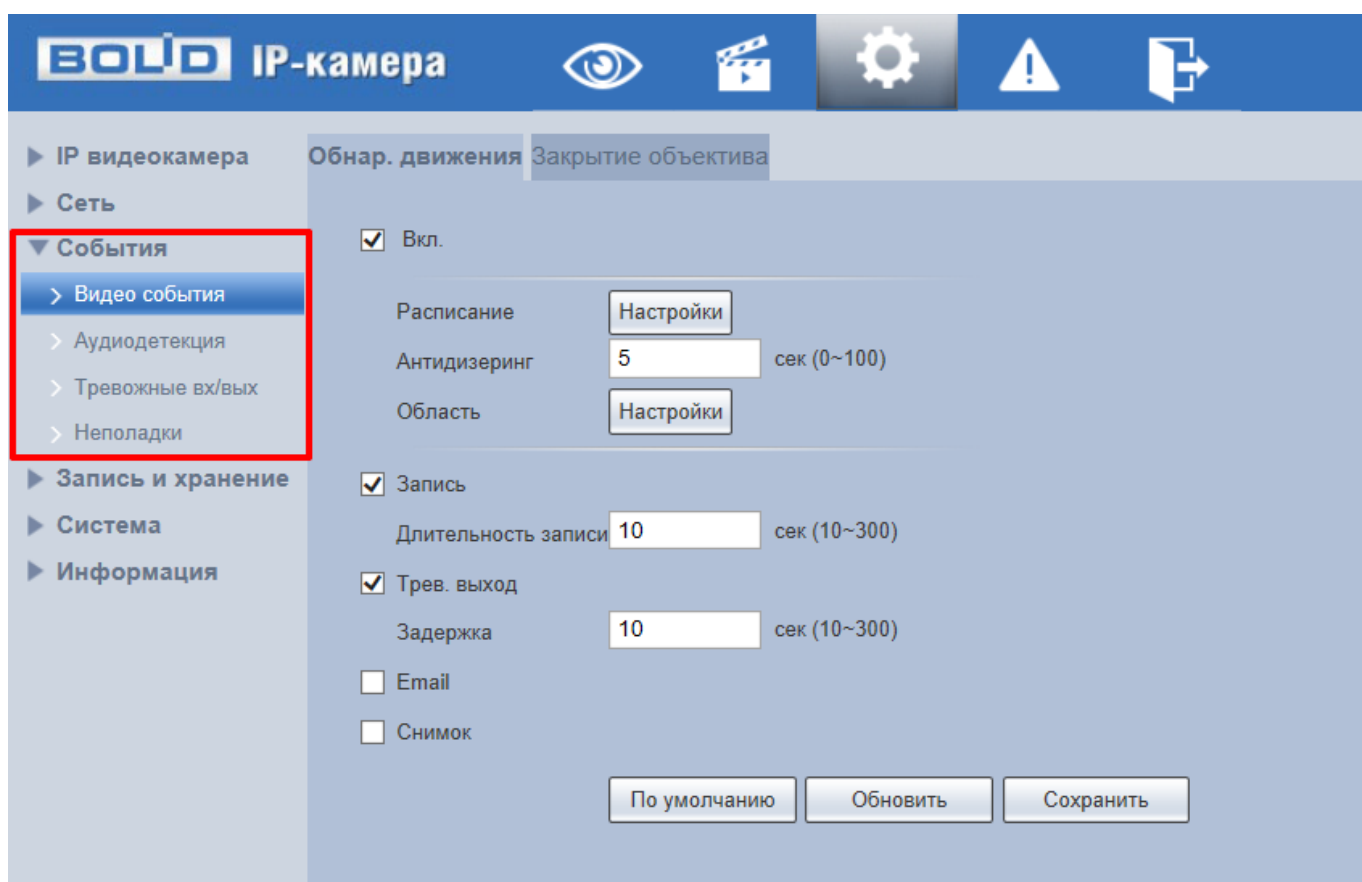 BOLID IP-камера
IP видеокамера
Сеть
События
Видео события
Аудиодетекция
Тревожные вх/вых
Неполадки
Запись и хранение
Система
Информация
Обнар. движения Закрытие объектива
Вкл.
Расписание Настройки
Антидизеринг 5 сек (0~100)
Область Настройки
Запись
Длительность записи 10 сек (10~300)
Трев. выход
Задержка 10 сек (10~300)
Email
Снимок
По умолчанию Обновить Сохранить